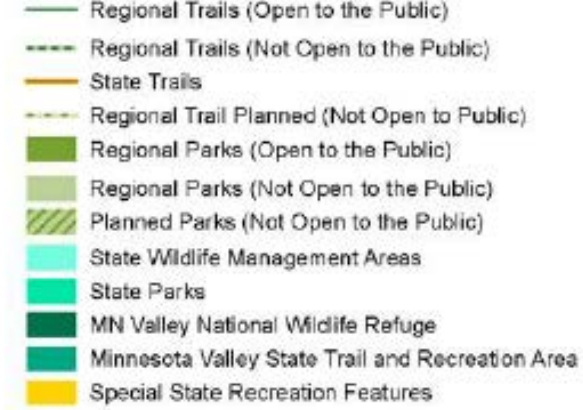 Regional Trails (Open to the Public)
Regional Trails (Not Open to the Public)
State Trails
Regional Trail Planned (Not Open to Public)
Regional Parks (Open to the Public)
Regional Parks (Not Open to the Public)
Planned Parks (Not Open to the Public)
State Wildlife Management Areas
State Parks
MN Valley National Wildlife Refuge
Minnesota Valley State Trail and Recreation Area
Special State Recreation Features